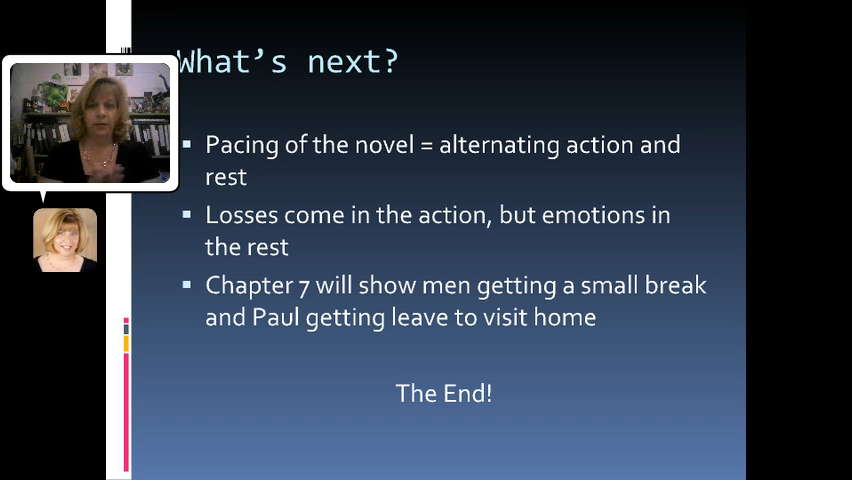 What's next?
Pacing of the novel = alternating action and
rest
Losses come in the action, but emotions in
the rest
Chapter 7 will show men getting a small break
and Paul getting leave to visit home
The End!